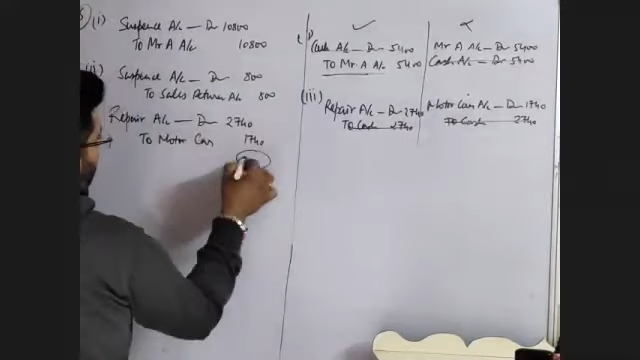 (i) Suspense A/c — Dr 10800
To Mr A A/c 10800
(ii) Suspence A/c — Dr 800
To Sales Return A/c 800
Repair A/c — Dr 2740
To Motor Car 1740
✓
×
(i) Cash A/c — Dr 5400
To Mr A A/c 5400
Mr A A/c — Dr 5400
Cash A/c — Dr 5400
(iii) Repair A/c — Dr 2740
To Cash 2740
Motor Car A/c — Dr 1740
To Cash 2740